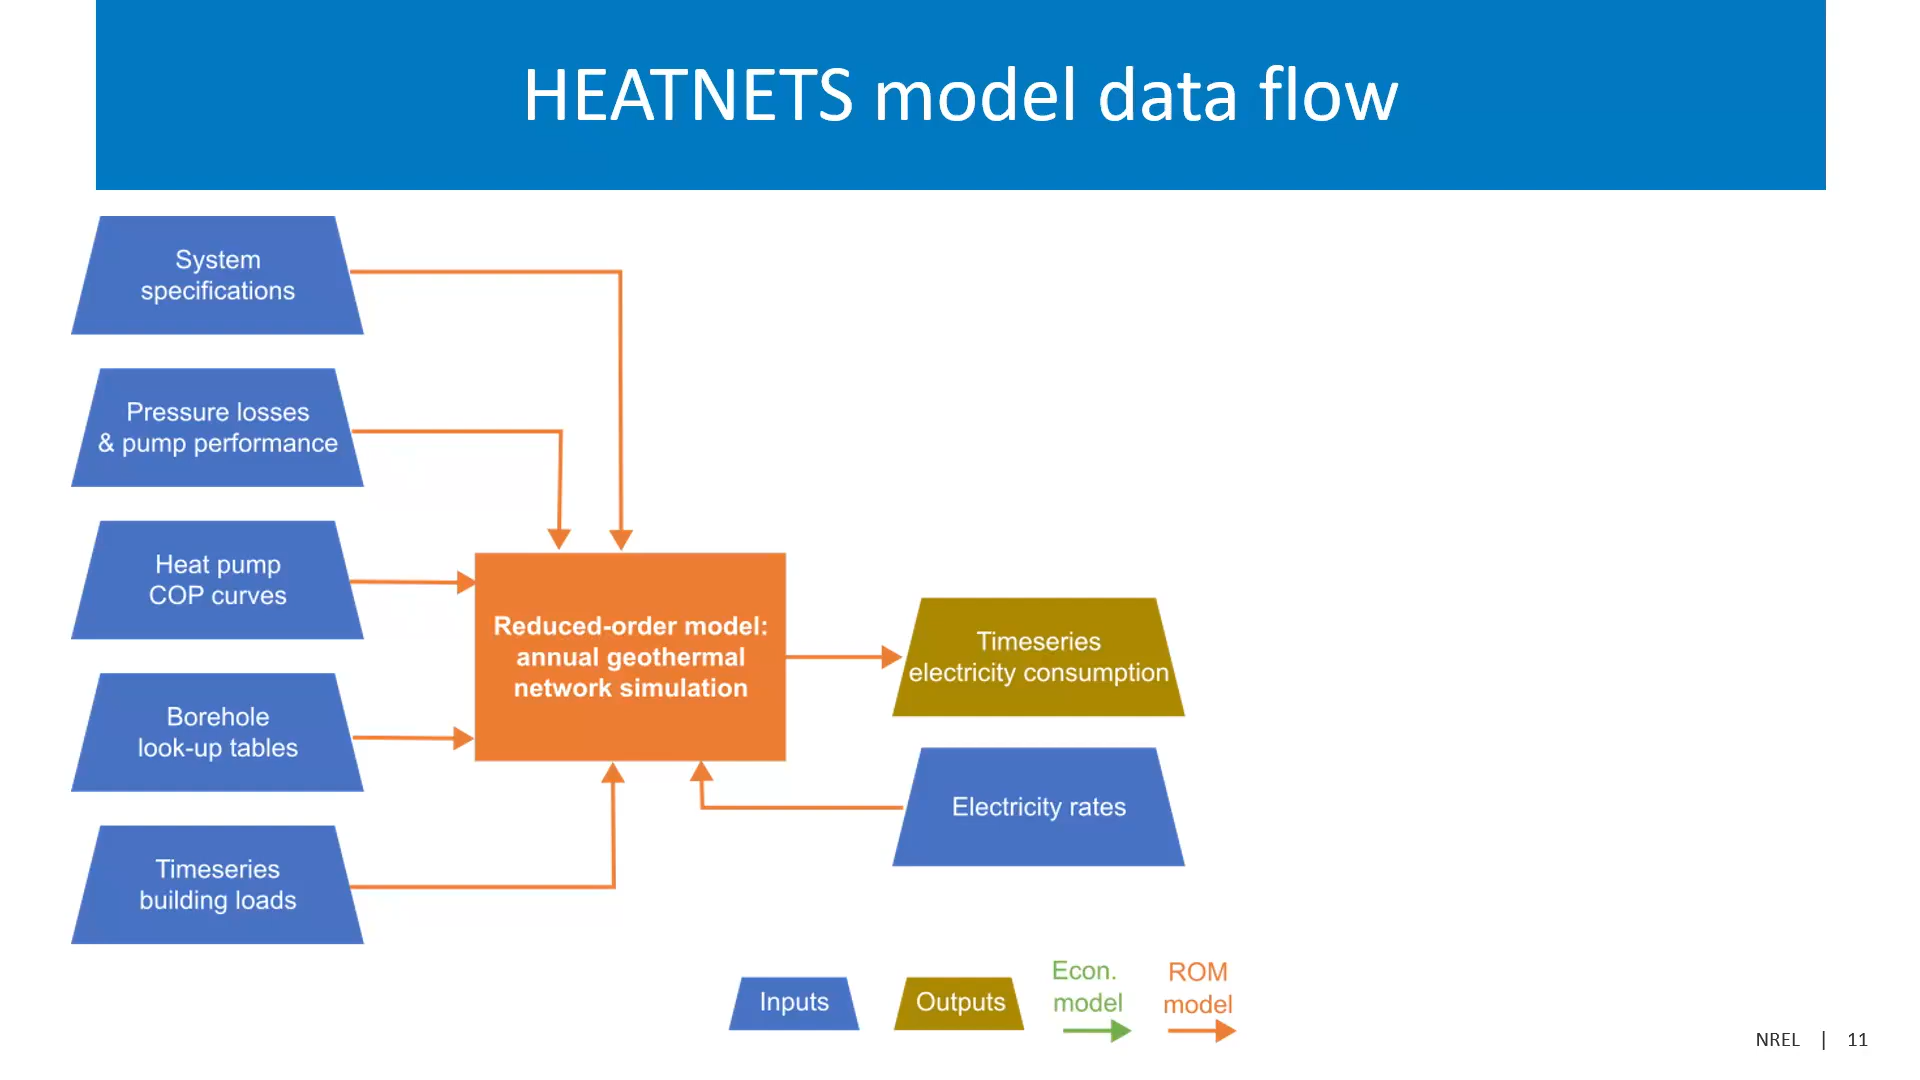 HEATNETS model data flow
System
specifications
Pressure losses
& pump performance
Heat pump
COP curves
Borehole
look-up tables
Timeseries
building loads
Reduced-order model:
annual geothermal
network simulation
Timeseries
electricity consumption
Electricity rates
Inputs
Outputs
Econ.
model
ROM
model
NREL | 11